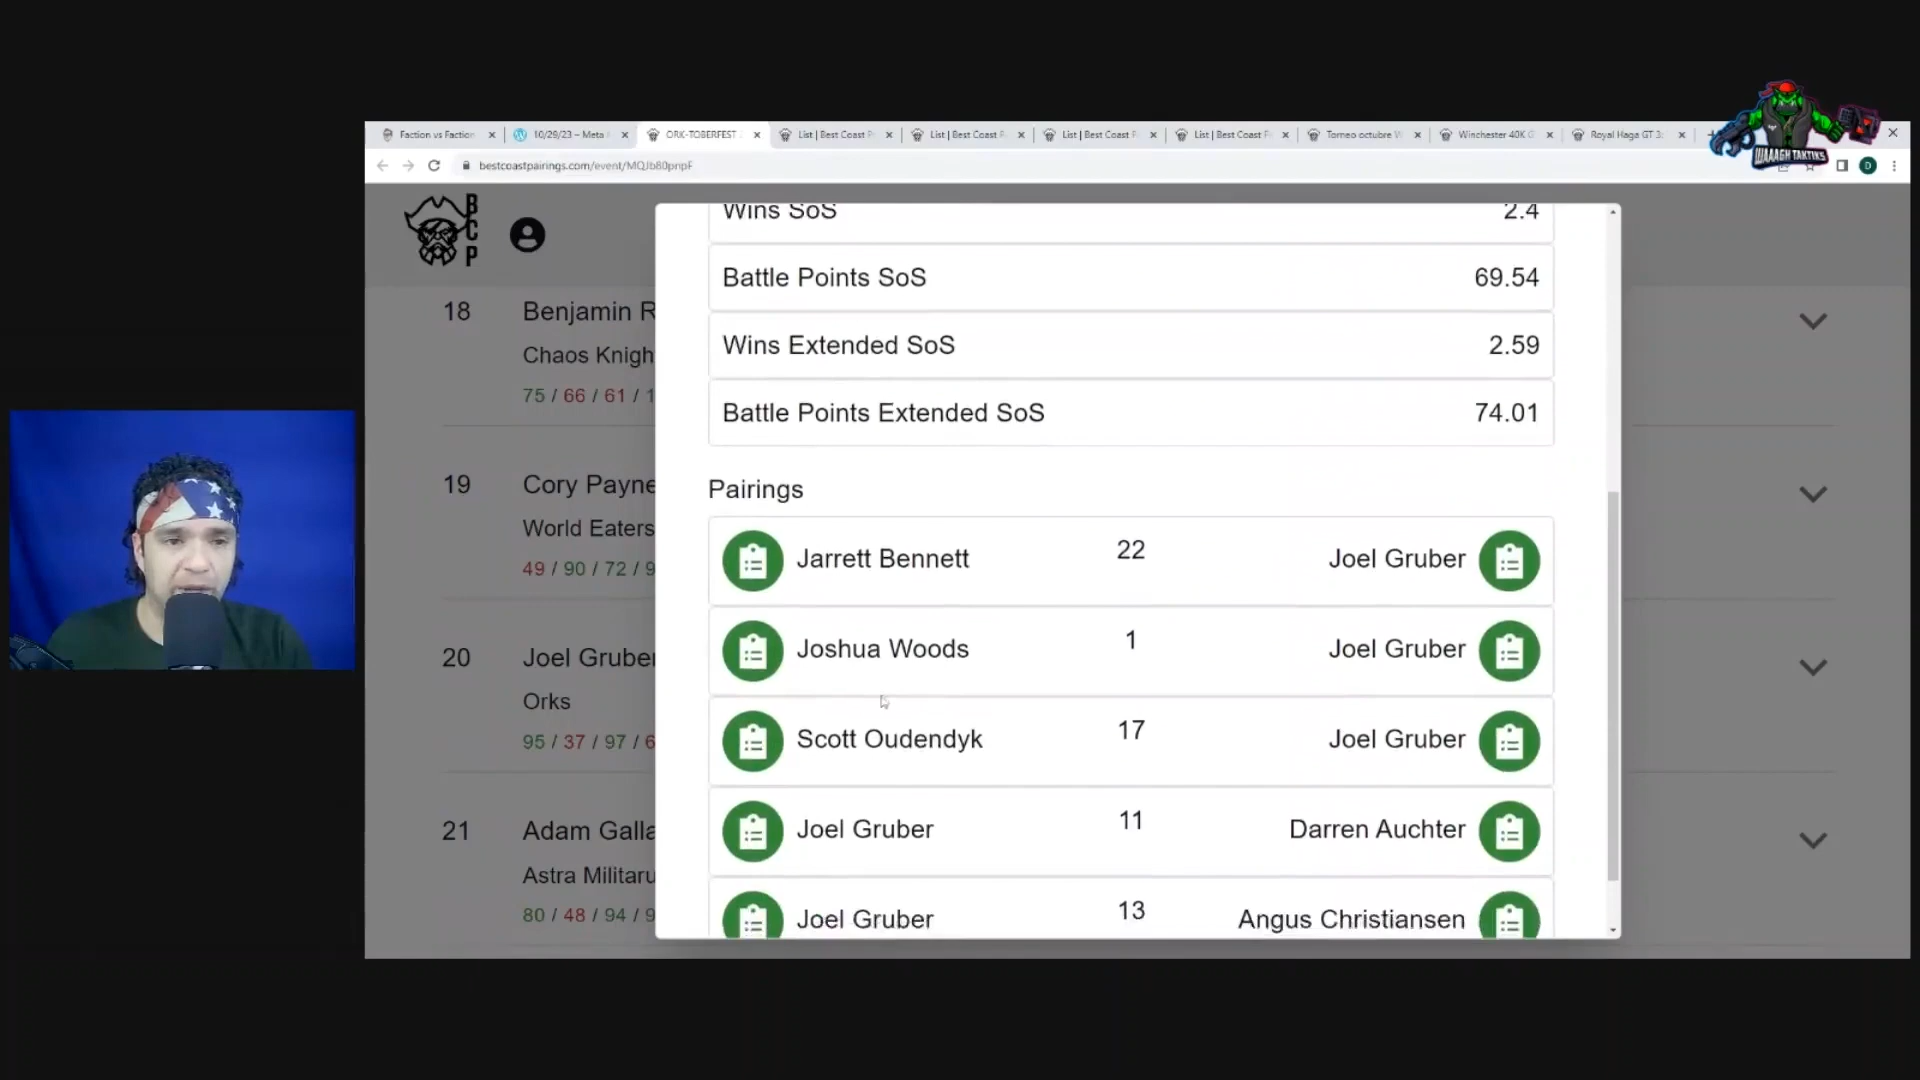 Faction vs Faction
10/29/23 – Meta
ORK-TOBERFEST
List | Best Coast P
List | Best Coast P
List | Best Coast P
List | Best Coast P
Torneo octubre W
Winchester 40K G
Royal Haga GT 3
bestcoastpairings.com/event/MQJb80pnpF
D
WAAAGH TAKTIKS
BCP
18 Benjamin R
Chaos Knigh
75 / 66 / 61 / 1
19 Cory Payne
World Eaters
49 / 90 / 72 / 9
20 Joel Gruber
Orks
95 / 37 / 97 / 6
21 Adam Galla
Astra Militaru
80 / 48 / 94 / 9
Wins SoS 2.4
Battle Points SoS 69.54
Wins Extended SoS 2.59
Battle Points Extended SoS 74.01
Pairings
Jarrett Bennett 22 Joel Gruber
Joshua Woods 1 Joel Gruber
Scott Oudendyk 17 Joel Gruber
Joel Gruber 11 Darren Auchter
Joel Gruber 13 Angus Christiansen